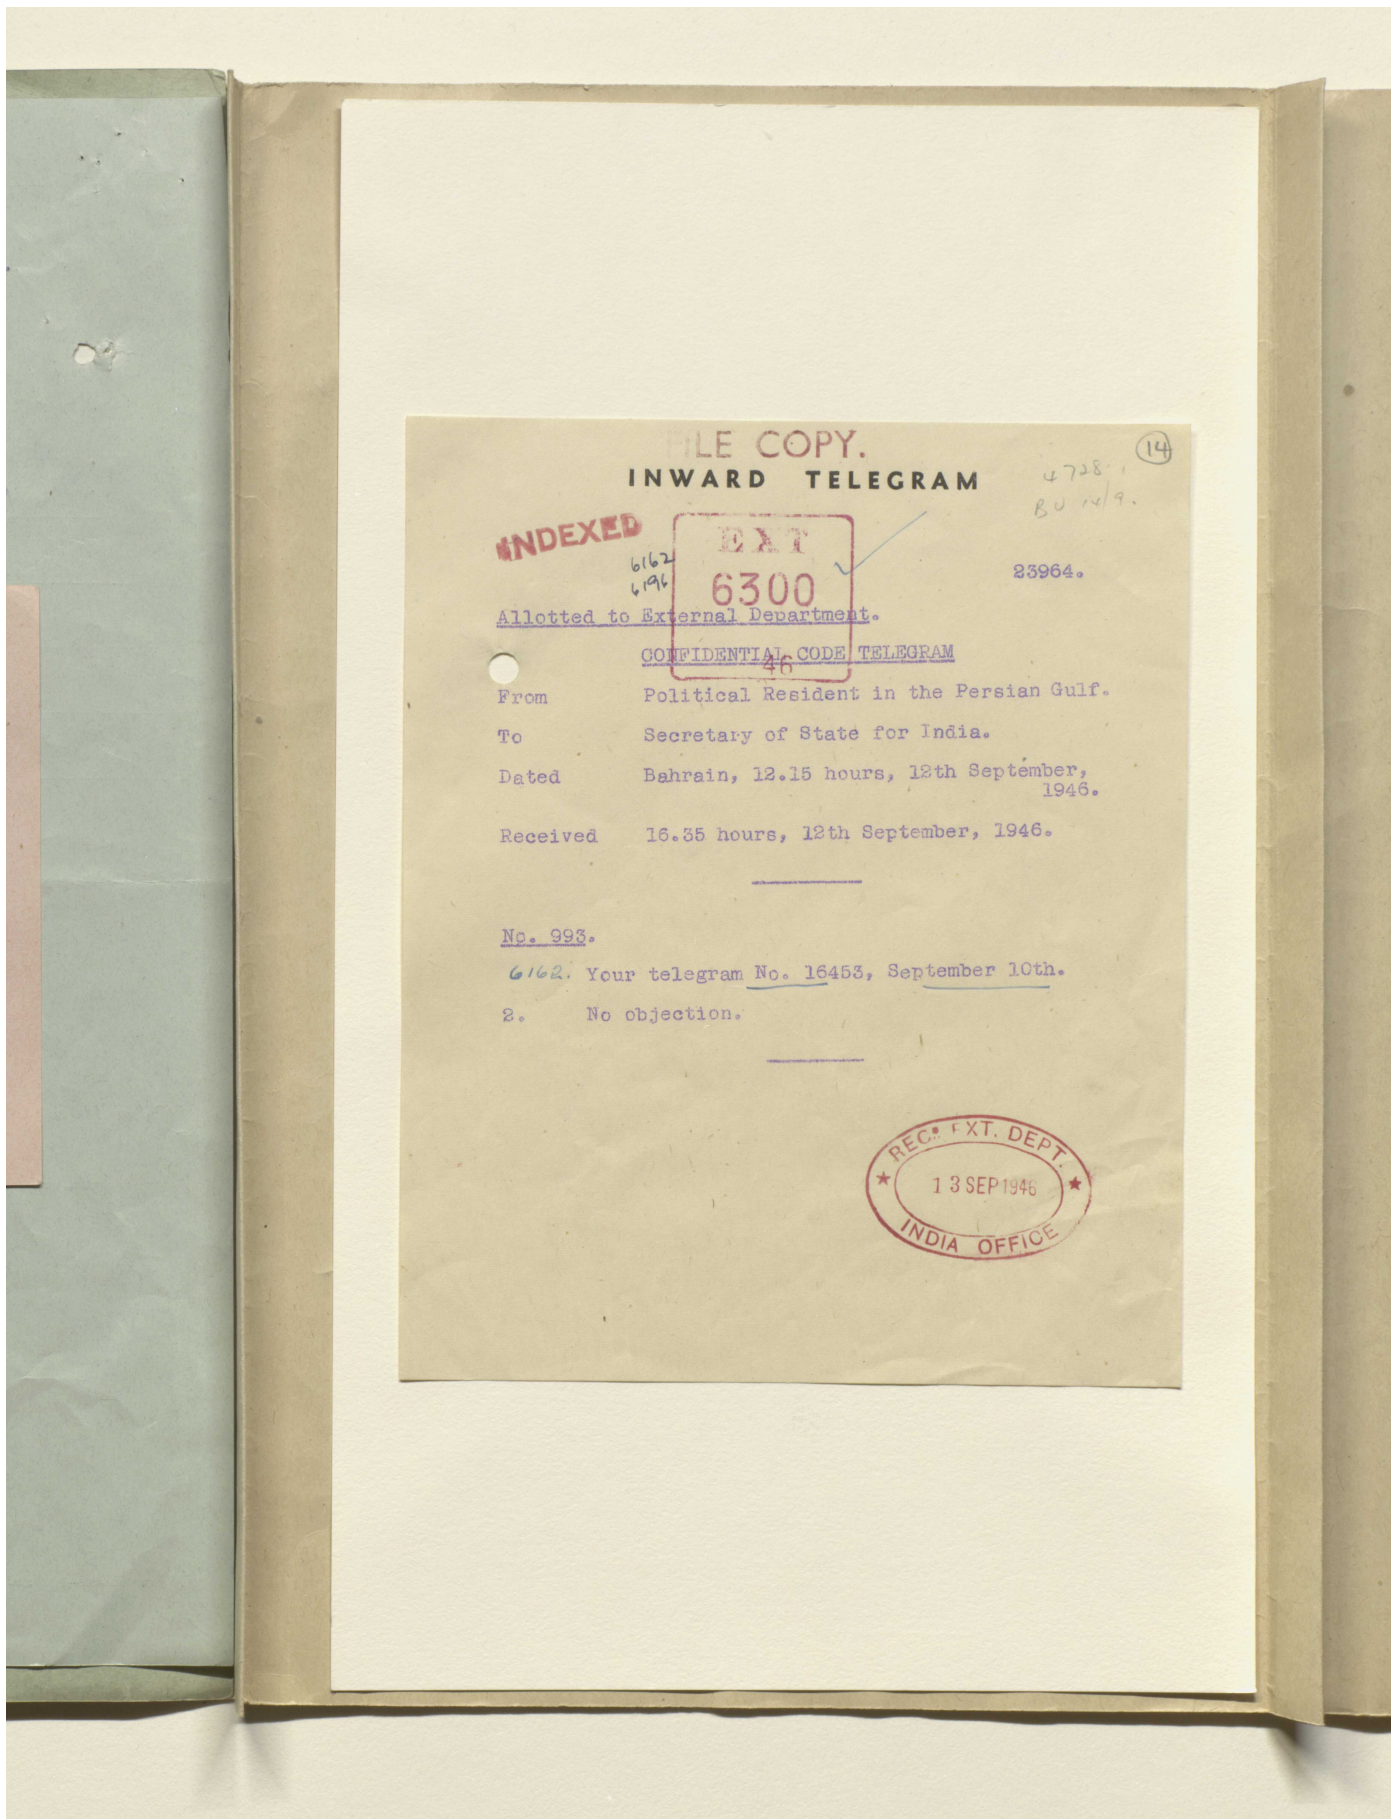 FILE COPY.
14
INWARD TELEGRAM
4728
BU 14/9.
INDEXED
EXT
6162
6196
6300
23964.
Allotted to External Department.
CONFIDENTIAL CODE TELEGRAM
46
From Political Resident in the Persian Gulf.
To Secretary of State for India.
Dated Bahrain, 12.15 hours, 12th September,
1946.
Received 16.35 hours, 12th September, 1946.
No. 993.
6162. Your telegram No. 16453, September 10th.
2. No objection.
REC. EXT. DEPT.
13 SEP 1946
INDIA OFFICE